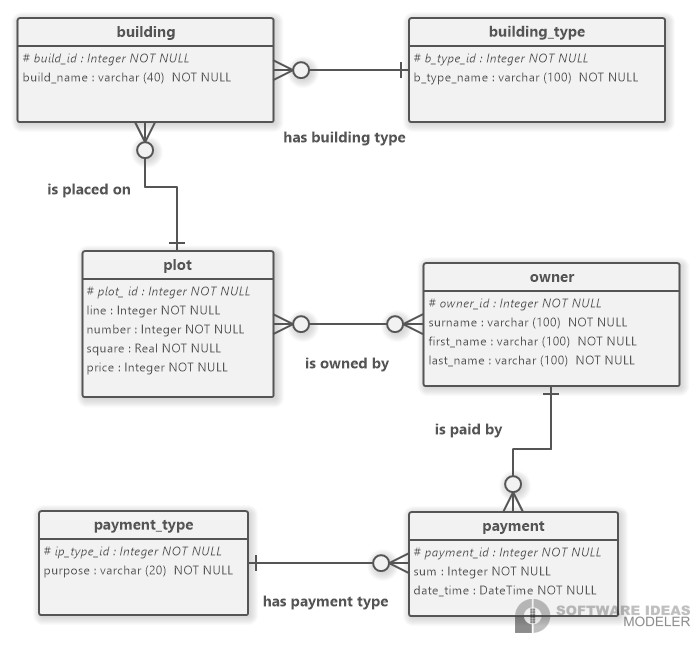 building
# build_id : Integer NOT NULL
build_name : varchar (40)  NOT NULL
building_type
# b_type_id : Integer NOT NULL
b_type_name : varchar (100)  NOT NULL
has building type
is placed on
plot
# plot_ id : Integer NOT NULL
line : Integer NOT NULL
number : Integer NOT NULL
square : Real NOT NULL
price : Integer NOT NULL
owner
# owner_id : Integer NOT NULL
surname : varchar (100)  NOT NULL
first_name : varchar (100)  NOT NULL
last_name : varchar (100)  NOT NULL
is owned by
is paid by
payment_type
# ip_type_id : Integer NOT NULL
purpose : varchar (20)  NOT NULL
payment
# payment_id : Integer NOT NULL
sum : Integer NOT NULL
date_time : DateTime NOT NULL
has payment type
SOFTWARE IDEAS
MODELER